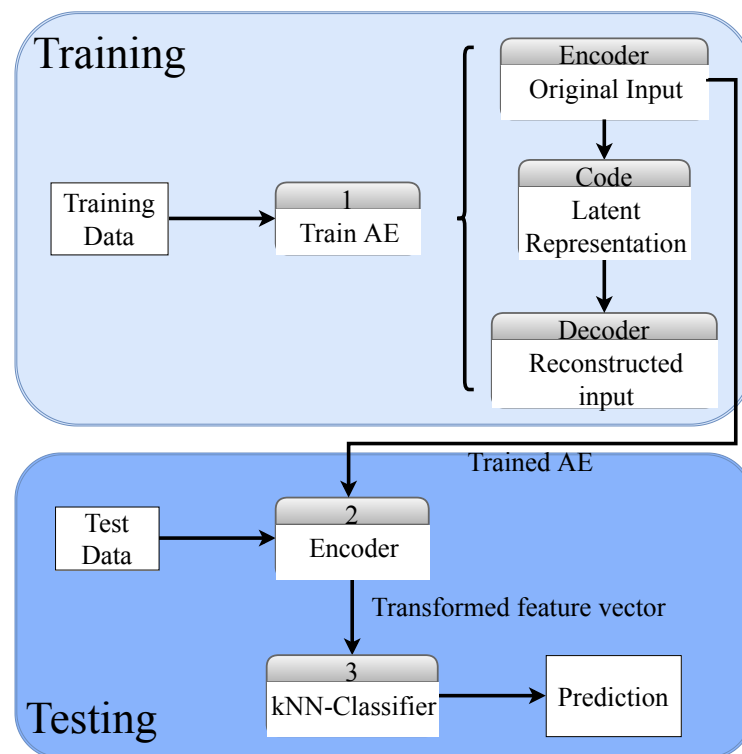 Training
Encoder
Original Input
Code
Latent
Representation
Decoder
Reconstructed
input
Training
Data
1
Train AE
Trained AE
2
Encoder
Test
Data
Transformed feature vector
3
kNN-Classifier
Prediction
Testing